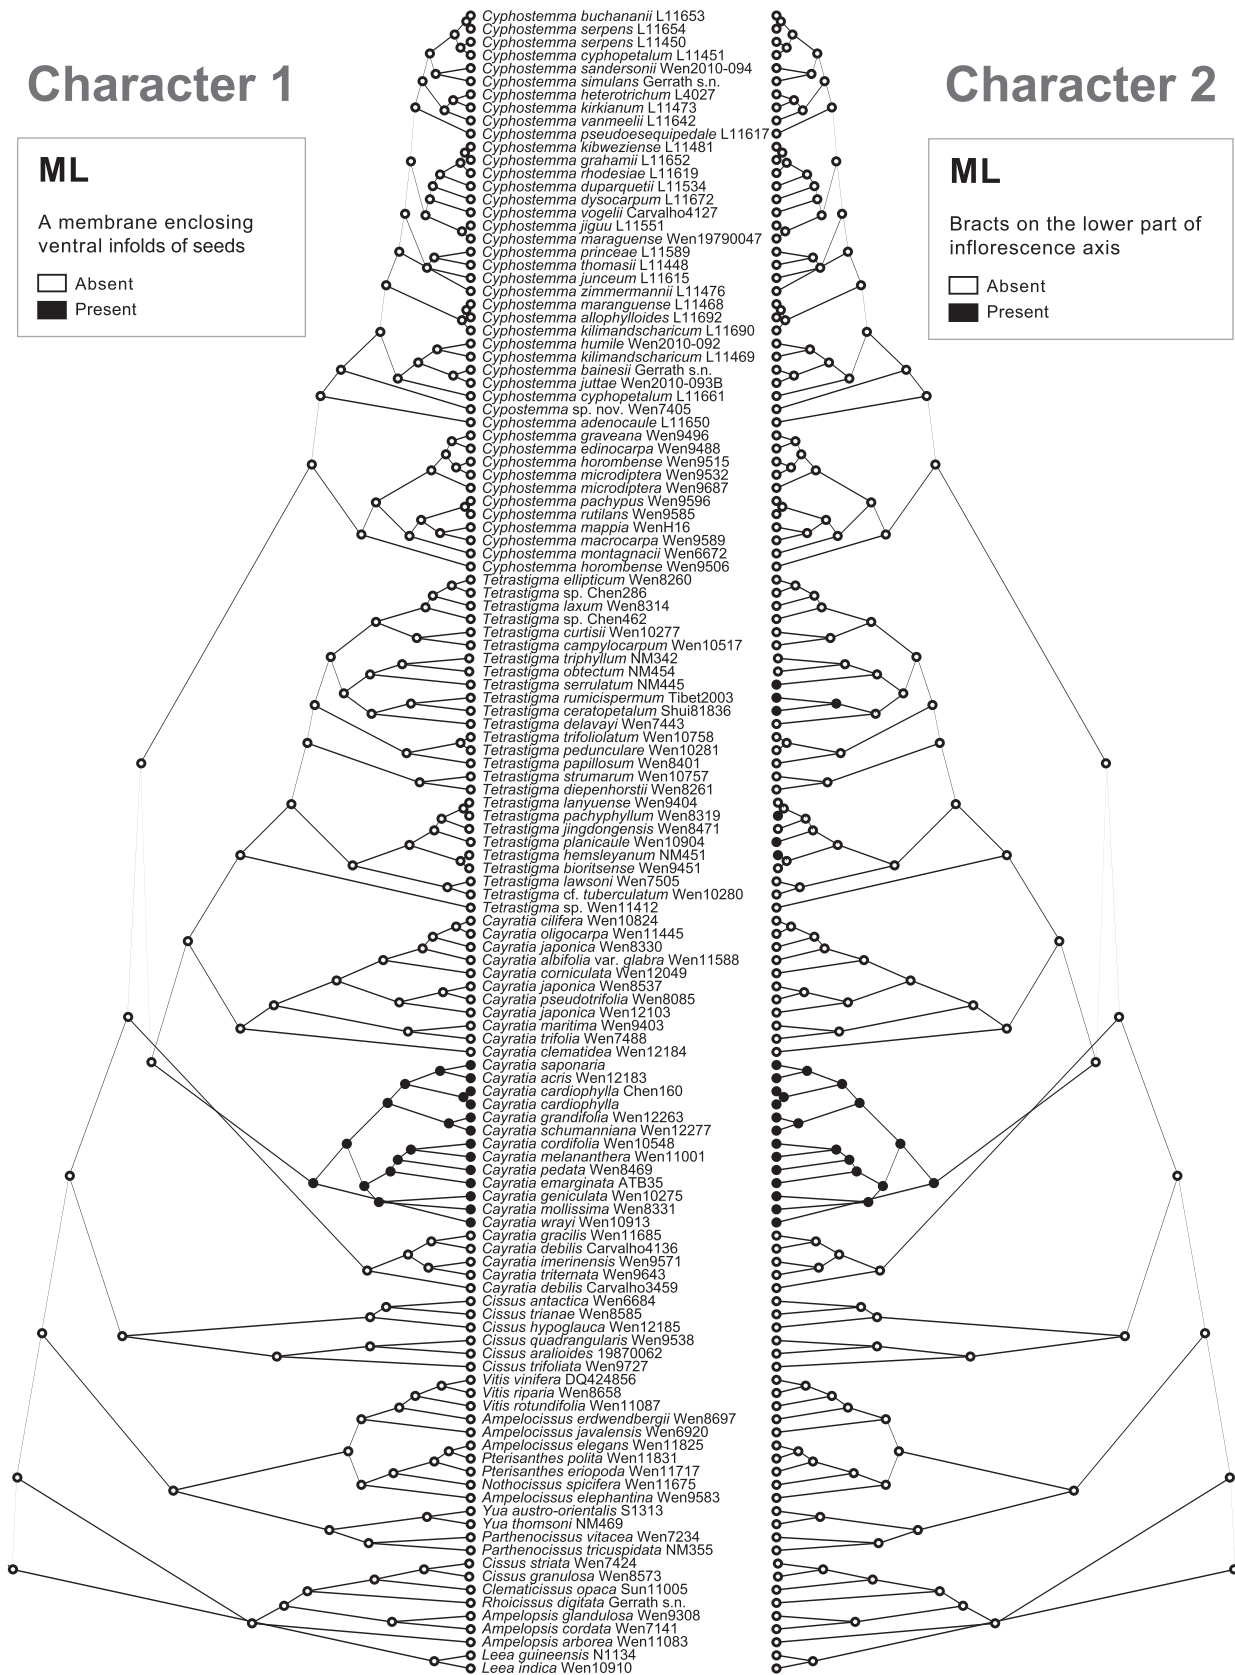 Character 1
ML
A membrane enclosing
ventral infolds of seeds
Absent
Present
Character 2
ML
Bracts on the lower part of
inflorescence axis
Absent
Present
Cyphostemma buchananii L11653
Cyphostemma serpens L11654
Cyphostemma serpens L11450
Cyphostemma cyphopetalum L11451
Cyphostemma sandersonii Wen2010-094
Cyphostemma simulans Gerrath s.n.
Cyphostemma heterotrichum L4027
Cyphostemma kirkianum L11473
Cyphostemma vanmeelii L11642
Cyphostemma pseudoesequipedale L11617
Cyphostemma kibweziense L11481
Cyphostemma grahamii L11652
Cyphostemma rhodesiae L11619
Cyphostemma duparquetii L11534
Cyphostemma dysocarpum L11672
Cyphostemma vogelii Carvalho4127
Cyphostemma jiguu L11551
Cyphostemma maraguense Wen19790047
Cyphostemma princeae L11589
Cyphostemma thomasii L11448
Cyphostemma junceum L11615
Cyphostemma zimmermannii L11476
Cyphostemma maranguense L11468
Cyphostemma allophylloides L11692
Cyphostemma kilimandscharicum L11690
Cyphostemma humile Wen2010-092
Cyphostemma kilimandscharicum L11469
Cyphostemma bainesii Gerrath s.n.
Cyphostemma juttae Wen2010-093B
Cyphostemma cyphopetalum L11661
Cypostemma sp. nov. Wen7405
Cyphostemma adenocaule L11650
Cyphostemma graveana Wen9496
Cyphostemma edinocarpa Wen9488
Cyphostemma horombense Wen9515
Cyphostemma microdiptera Wen9532
Cyphostemma microdiptera Wen9687
Cyphostemma pachypus Wen9596
Cyphostemma rutilans Wen9585
Cyphostemma mappia WenH16
Cyphostemma macrocarpa Wen9589
Cyphostemma montagnacii Wen6672
Cyphostemma horombense Wen9506
Tetrastigma ellipticum Wen8260
Tetrastigma sp. Chen286
Tetrastigma laxum Wen8314
Tetrastigma sp. Chen462
Tetrastigma curtisii Wen10277
Tetrastigma campylocarpum Wen10517
Tetrastigma triphyllum NM342
Tetrastigma obtectum NM454
Tetrastigma serrulatum NM445
Tetrastigma rumicispermum Tibet2003
Tetrastigma ceratopetalum Shui81836
Tetrastigma delavayi Wen7443
Tetrastigma trifoliolatum Wen10758
Tetrastigma pedunculare Wen10281
Tetrastigma papillosum Wen8401
Tetrastigma strumarum Wen10757
Tetrastigma diepenhorstii Wen8261
Tetrastigma lanyuense Wen9404
Tetrastigma pachyphyllum Wen8319
Tetrastigma jingdongensis Wen8471
Tetrastigma planicaule Wen10904
Tetrastigma hemsleyanum NM451
Tetrastigma bioritsense Wen9451
Tetrastigma lawsoni Wen7505
Tetrastigma cf. tuberculatum Wen10280
Tetrastigma sp. Wen11412
Cayratia cilifera Wen10824
Cayratia oligocarpa Wen11445
Cayratia japonica Wen8330
Cayratia albifolia var. glabra Wen11588
Cayratia corniculata Wen12049
Cayratia japonica Wen8537
Cayratia pseudotrifolia Wen8085
Cayratia japonica Wen12103
Cayratia maritima Wen9403
Cayratia trifolia Wen7488
Cayratia clematidea Wen12184
Cayratia saponaria
Cayratia acris Wen12183
Cayratia cardiophylla Chen160
Cayratia cardiophylla
Cayratia grandifolia Wen12263
Cayratia schumanniana Wen12277
Cayratia cordifolia Wen10548
Cayratia melananthera Wen11001
Cayratia pedata Wen8469
Cayratia emarginata ATB35
Cayratia geniculata Wen10275
Cayratia mollissima Wen8331
Cayratia wrayi Wen10913
Cayratia gracilis Wen11685
Cayratia debilis Carvalho4136
Cayratia imerinensis Wen9571
Cayratia triternata Wen9643
Cayratia debilis Carvalho3459
Cissus antactica Wen6684
Cissus trianae Wen8585
Cissus hypoglauca Wen12185
Cissus quadrangularis Wen9538
Cissus aralioides 19870062
Cissus trifoliata Wen9727
Vitis vinifera DQ424856
Vitis riparia Wen8658
Vitis rotundifolia Wen11087
Ampelocissus erdwendbergii Wen8697
Ampelocissus javalensis Wen6920
Ampelocissus elegans Wen11825
Pterisanthes polita Wen11831
Pterisanthes eriopoda Wen11717
Nothocissus spicifera Wen11675
Ampelocissus elephantina Wen9583
Yua austro-orientalis S1313
Yua thomsoni NM469
Parthenocissus vitacea Wen7234
Parthenocissus tricuspidata NM355
Cissus striata Wen7424
Cissus granulosa Wen8573
Clematicissus opaca Sun11005
Rhoicissus digitata Gerrath s.n.
Ampelopsis glandulosa Wen9308
Ampelopsis cordata Wen7141
Ampelopsis arborea Wen11083
Leea guineensis N1134
Leea indica Wen10910